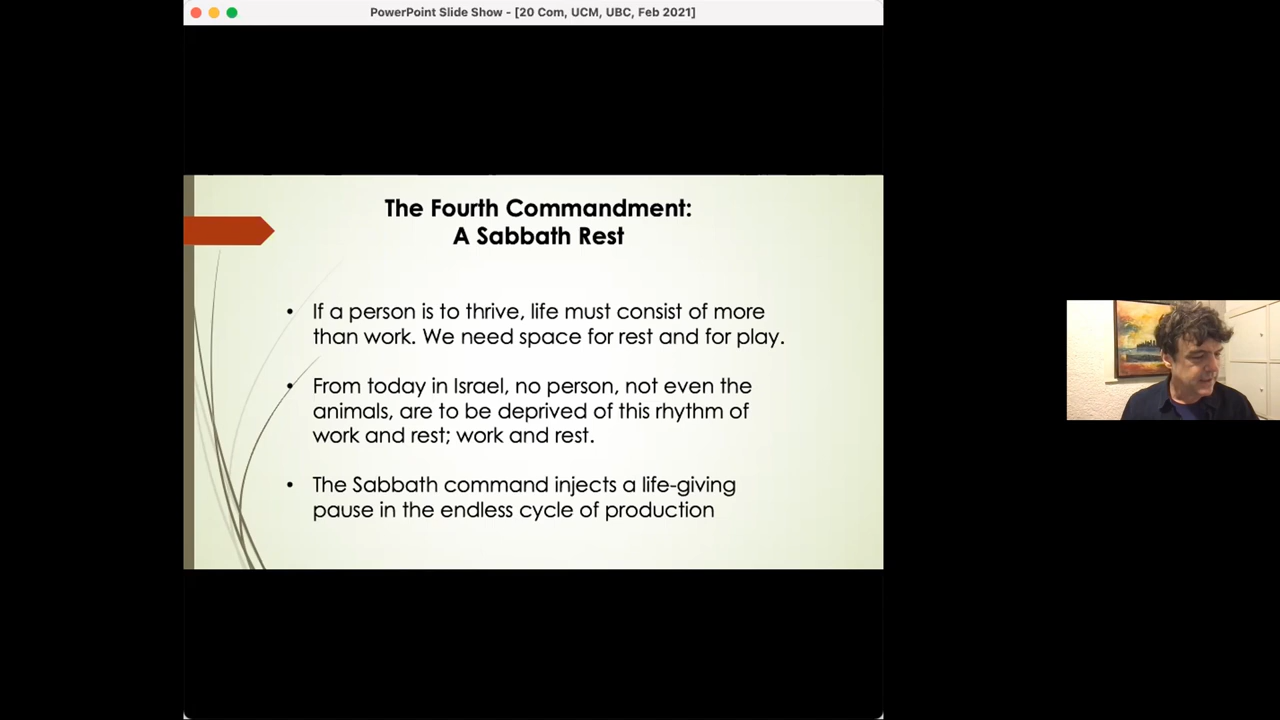 PowerPoint Slide Show - [20 Com, UCM, UBC, Feb 2021]
The Fourth Commandment:
A Sabbath Rest
• If a person is to thrive, life must consist of more
than work. We need space for rest and for play.
• From today in Israel, no person, not even the
animals, are to be deprived of this rhythm of
work and rest; work and rest.
• The Sabbath command injects a life-giving
pause in the endless cycle of production